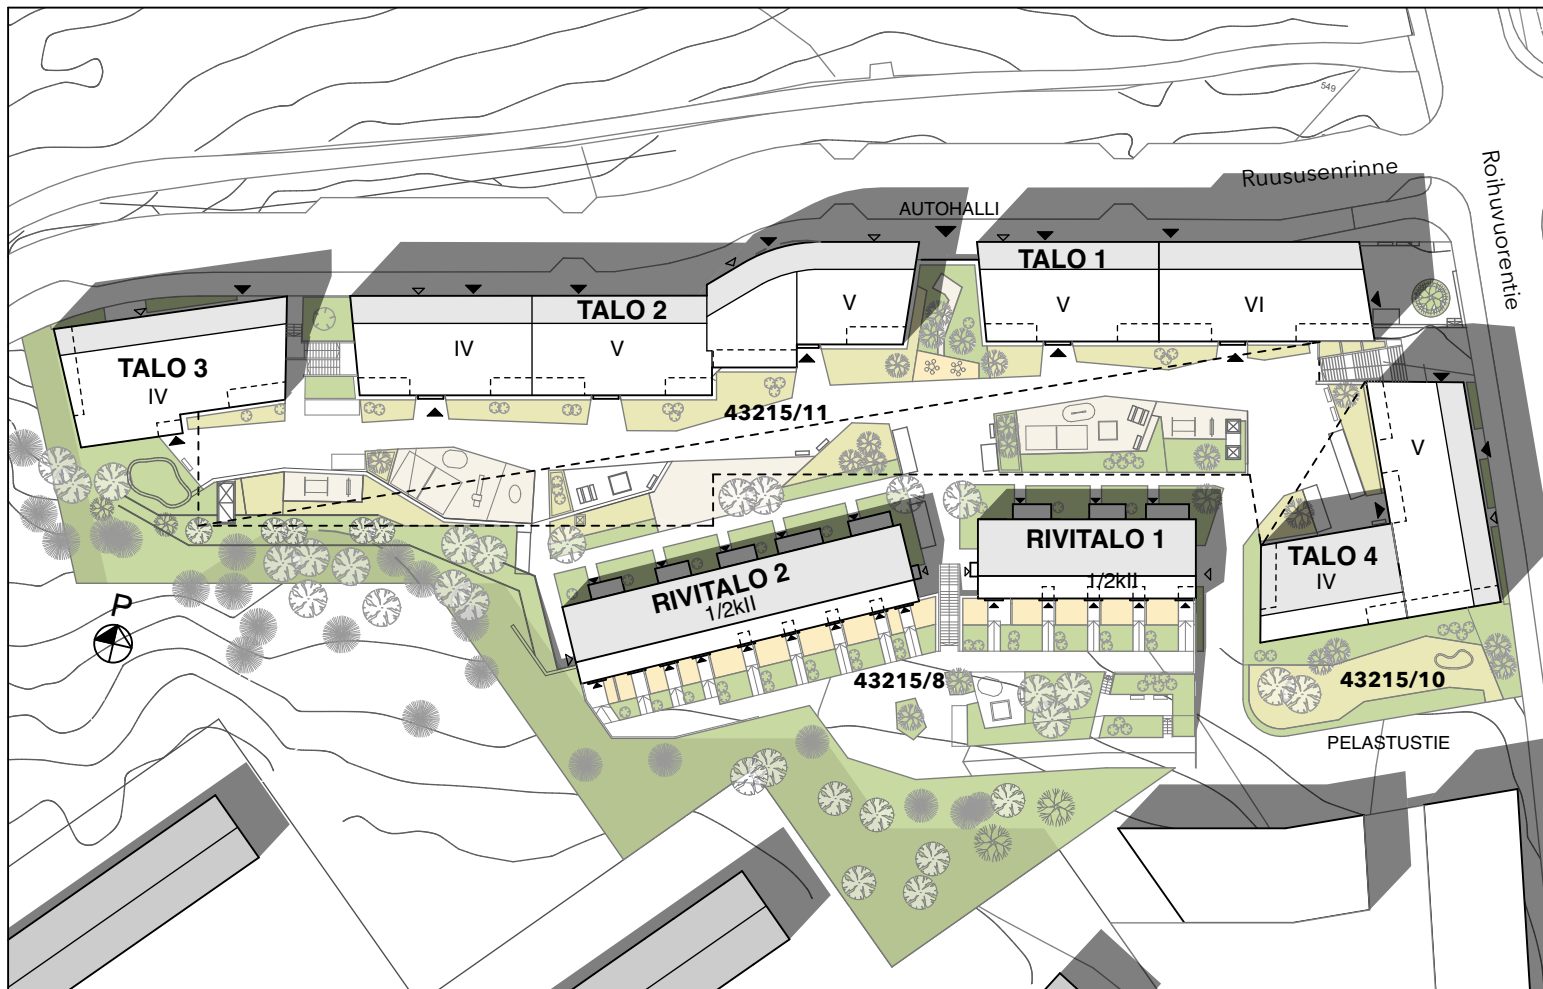 549
Ruususenrinne
Roihuvuorentie
AUTOHALLI
TALO 1
V
VI
TALO 2
IV
V
V
TALO 3
IV
43215/11
V
TALO 4
IV
RIVITALO 1
1/2kII
RIVITALO 2
1/2kII
P
43215/8
43215/10
PELASTUSTIE